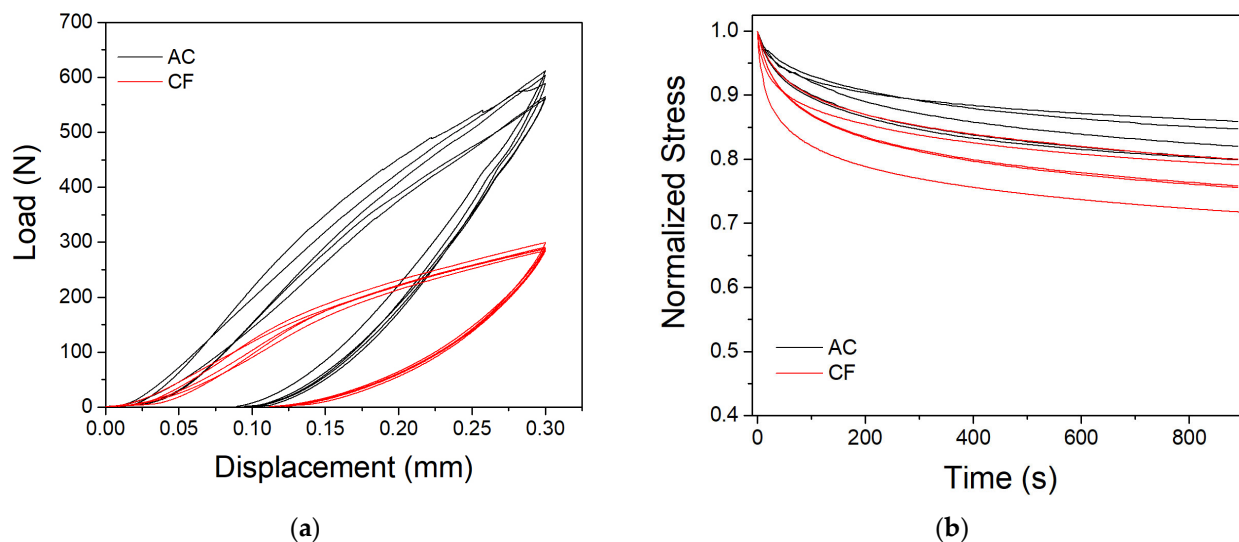 700
600
500
400
300
200
100
0
Load (N)
AC
CF
0.00 0.05 0.10 0.15 0.20 0.25 0.30
Displacement (mm)
(a)
1.0
0.9
0.8
0.7
0.6
0.5
0.4
Normalized Stress
AC
CF
0 200 400 600 800
Time (s)
(b)